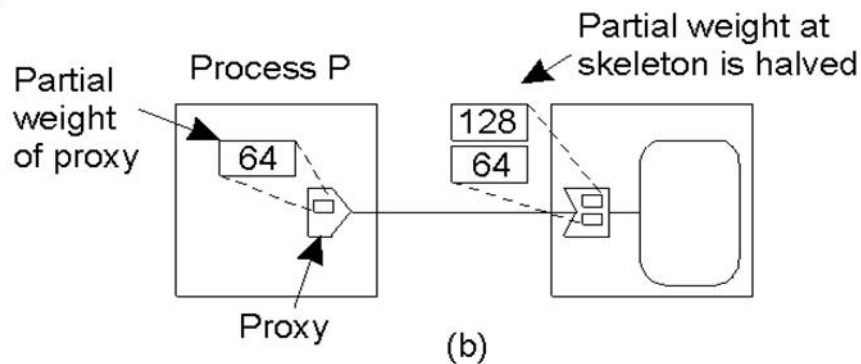 Partial weight at
skeleton is halved
Process P
Partial
weight
of proxy
64
128
64
Proxy
(b)